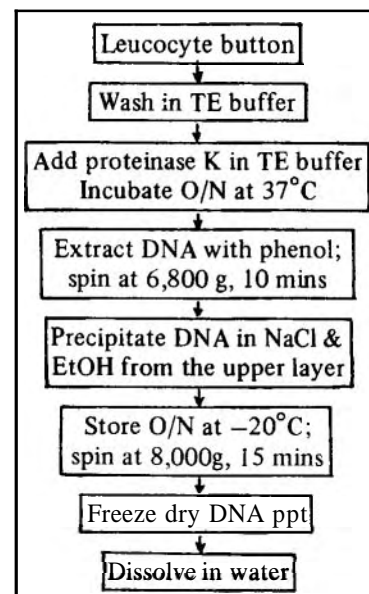 Leucocyte button
Wash in TE buffer
Add proteinase K in TE buffer
Incubate O/N at 37°C
Extract DNA with phenol;
spin at 6,800 g, 10 mins
Precipitate DNA in NaCl &
EtOH from the upper layer
Store O/N at −20°C;
spin at 8,000g, 15 mins
Freeze dry DNA ppt
Dissolve in water